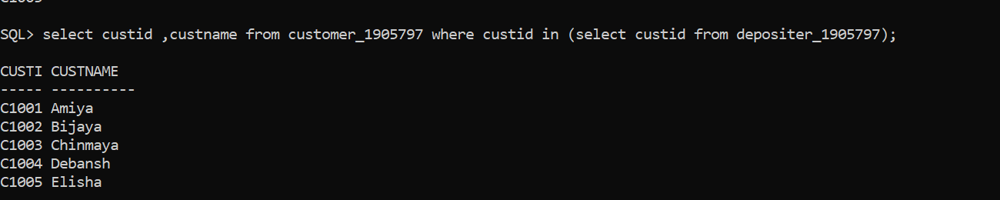 SQL> select custid ,custname from customer_1905797 where custid in (select custid from depositer_1905797);
CUSTI CUSTNAME
----- ----------
C1001 Amiya
C1002 Bijaya
C1003 Chinmaya
C1004 Debansh
C1005 Elisha